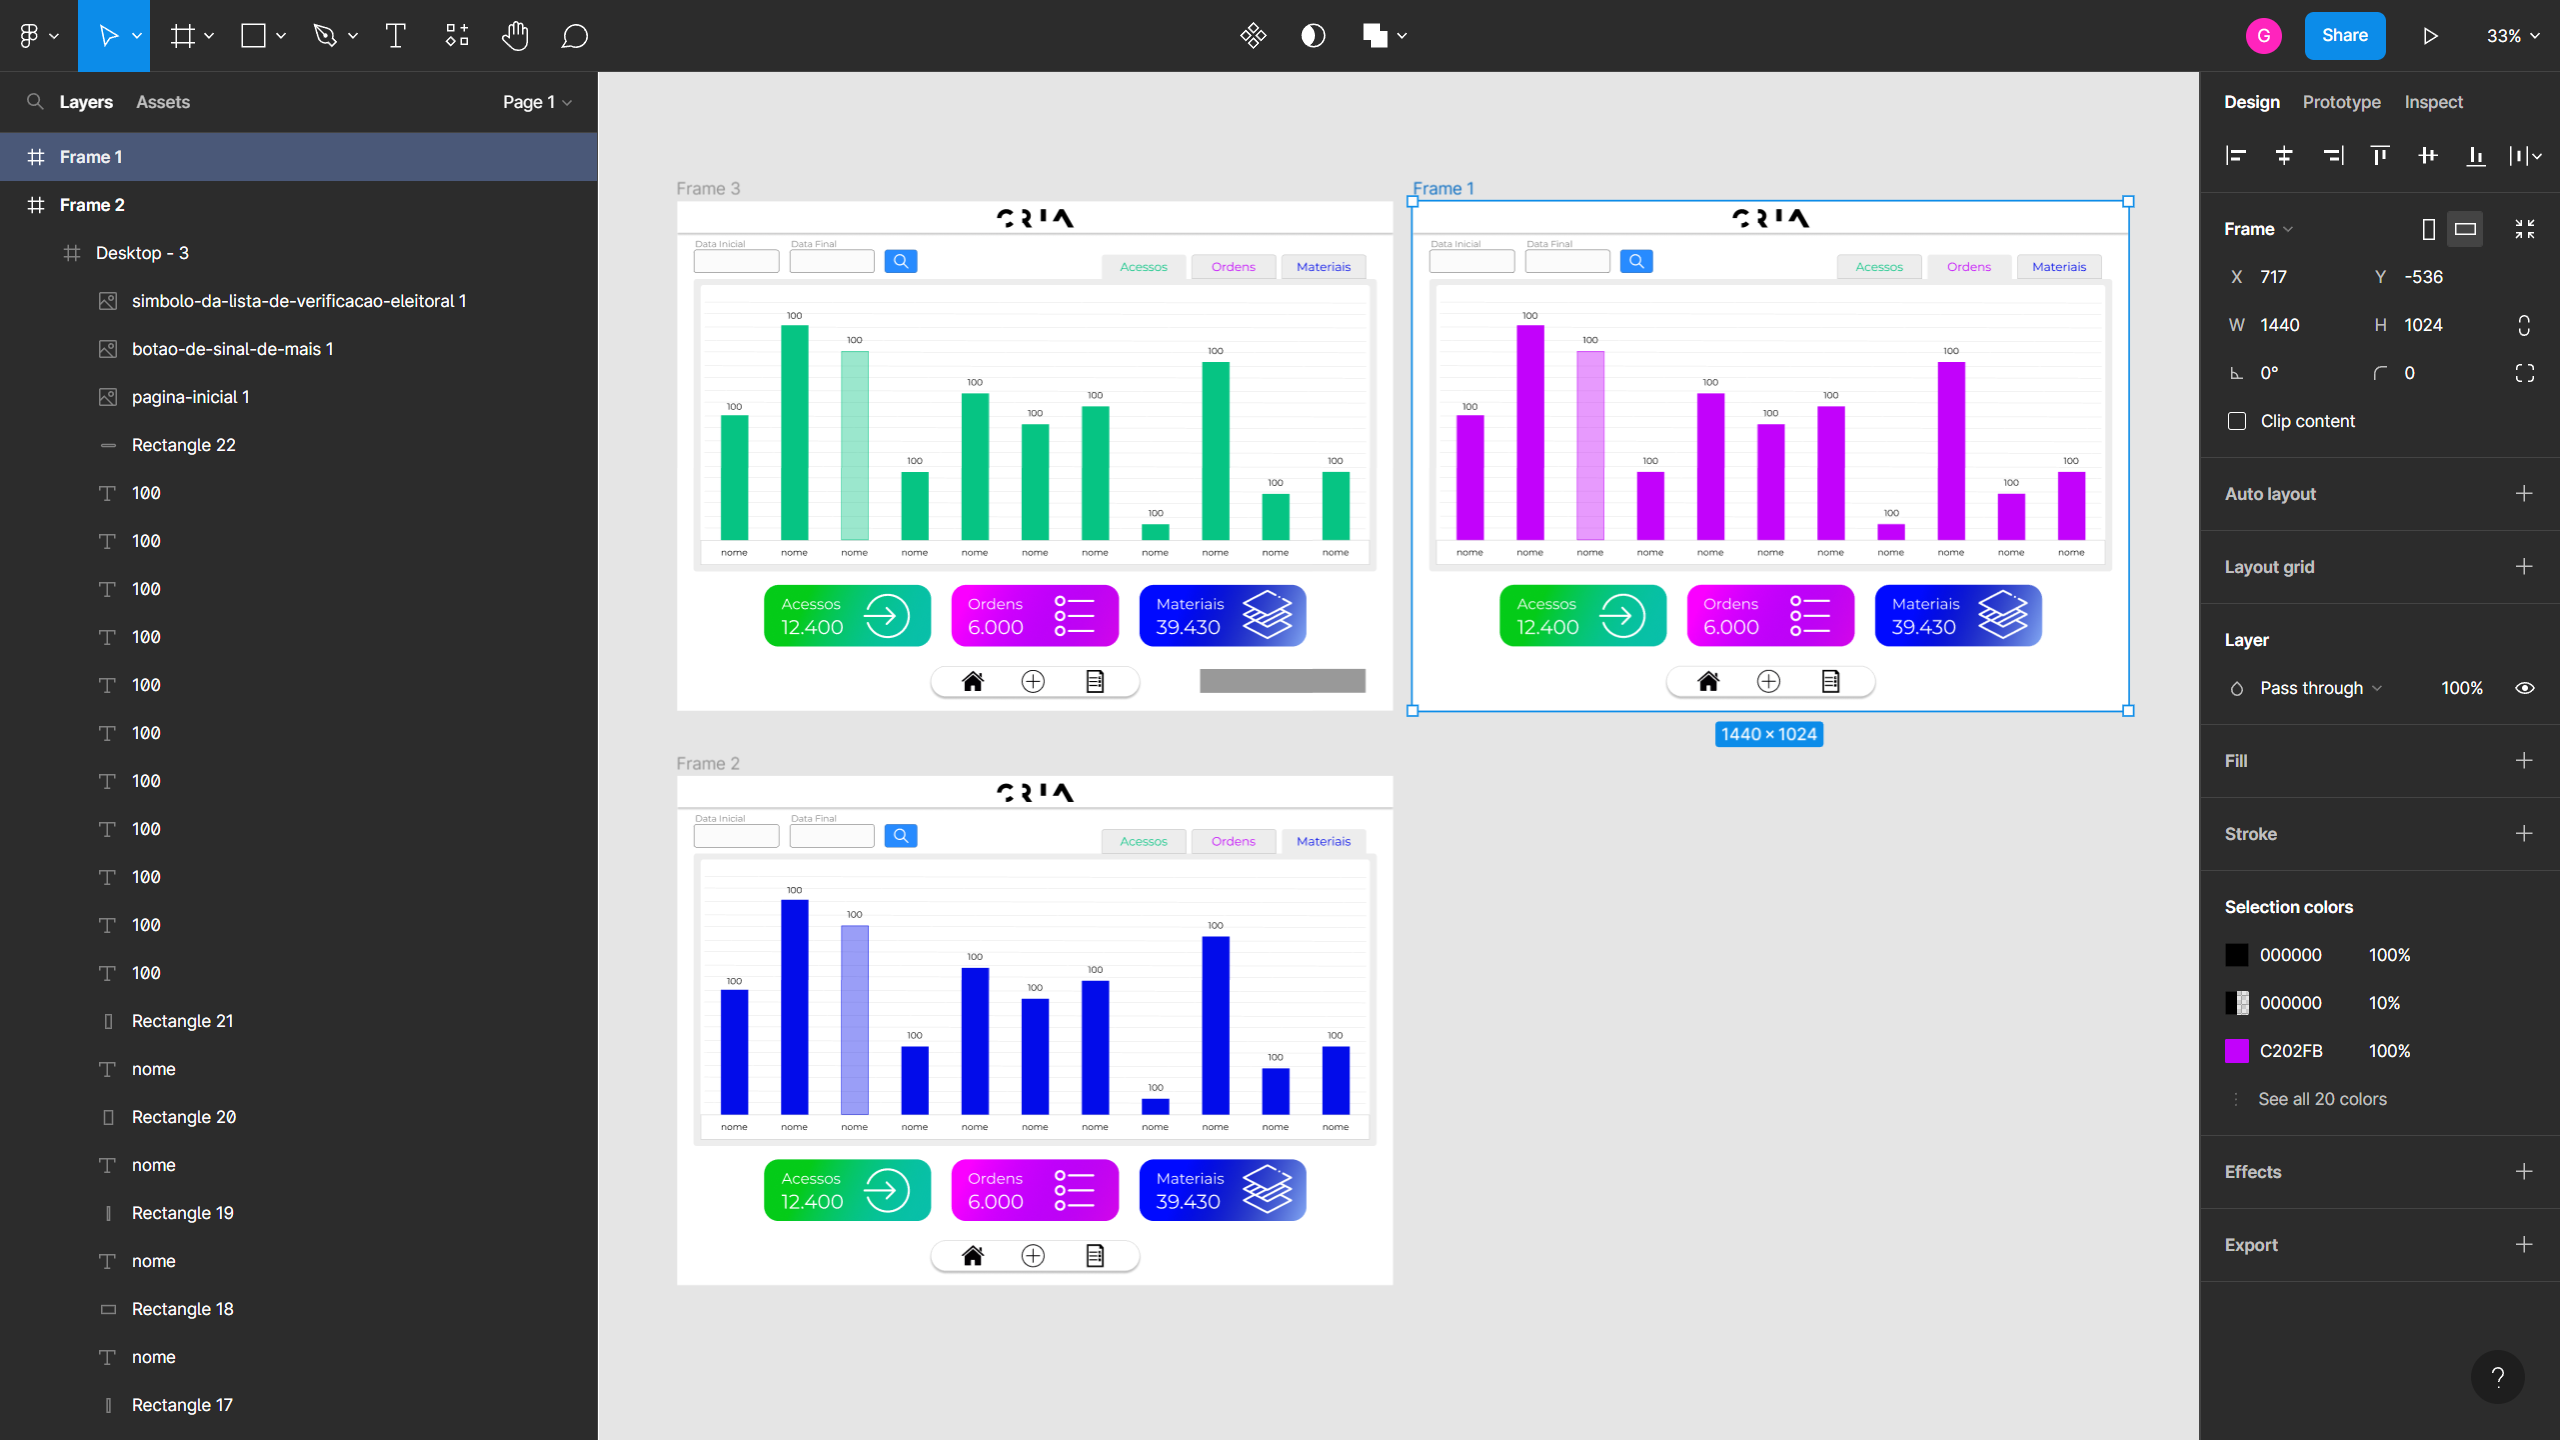 G
Share
33%
Layers
Assets
Page 1
Frame 1
Frame 2
Desktop - 3
simbolo-da-lista-de-verificacao-eleitoral 1
botao-de-sinal-de-mais 1
pagina-inicial 1
Rectangle 22
100
100
100
100
100
100
100
100
100
100
100
Rectangle 21
nome
Rectangle 20
nome
Rectangle 19
nome
Rectangle 18
nome
Rectangle 17
Frame 3
CRIA
Data Inicial
Data Final
Acessos
Ordens
Materiais
100 100 100 100 100 100 100 100 100 100 100
nome nome nome nome nome nome nome nome nome nome nome
Acessos
12.400
Ordens
6.000
Materiais
39.430
Frame 1
CRIA
Data Inicial
Data Final
Acessos
Ordens
Materiais
100 100 100 100 100 100 100 100 100 100 100
nome nome nome nome nome nome nome nome nome nome nome
Acessos
12.400
Ordens
6.000
Materiais
39.430
1440 × 1024
Frame 2
CRIA
Data Inicial
Data Final
Acessos
Ordens
Materiais
100 100 100 100 100 100 100 100 100 100 100
nome nome nome nome nome nome nome nome nome nome nome
Acessos
12.400
Ordens
6.000
Materiais
39.430
Design
Prototype
Inspect
Frame
X 717
Y -536
W 1440
H 1024
0°
0
Clip content
Auto layout
Layout grid
Layer
Pass through
100%
Fill
Stroke
Selection colors
000000 100%
000000 10%
C202FB 100%
See all 20 colors
Effects
Export
?